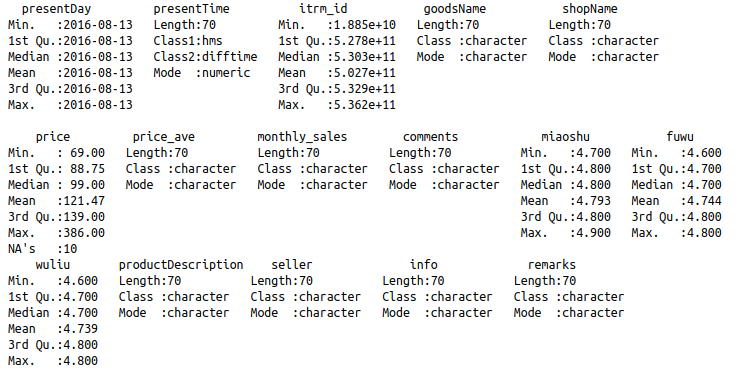 presentDay         presentTime          itrm_id           goodsName           shopName
Min.   :2016-08-13   Length:70         Min.   :1.885e+10   Length:70          Length:70
1st Qu.:2016-08-13   Class1:hms        1st Qu.:5.278e+11   Class :character   Class :character
Median :2016-08-13   Class2:difftime   Median :5.303e+11   Mode  :character   Mode  :character
Mean   :2016-08-13   Mode  :numeric    Mean   :5.027e+11
3rd Qu.:2016-08-13                     3rd Qu.:5.329e+11
Max.   :2016-08-13                     Max.   :5.362e+11

    price         price_ave         monthly_sales       comments            miaoshu           fuwu
Min.   : 69.00   Length:70          Length:70          Length:70          Min.   :4.700   Min.   :4.600
1st Qu.: 88.75   Class :character   Class :character   Class :character   1st Qu.:4.800   1st Qu.:4.700
Median : 99.00   Mode  :character   Mode  :character   Mode  :character   Median :4.800   Median :4.700
Mean   :121.47                                                            Mean   :4.793   Mean   :4.744
3rd Qu.:139.00                                                            3rd Qu.:4.800   3rd Qu.:4.800
Max.   :386.00                                                            Max.   :4.900   Max.   :4.800
NA's   :10
    wuliu       productDescription    seller              info              remarks
Min.   :4.600   Length:70          Length:70          Length:70          Length:70
1st Qu.:4.700   Class :character   Class :character   Class :character   Class :character
Median :4.700   Mode  :character   Mode  :character   Mode  :character   Mode  :character
Mean   :4.739
3rd Qu.:4.800
Max.   :4.800